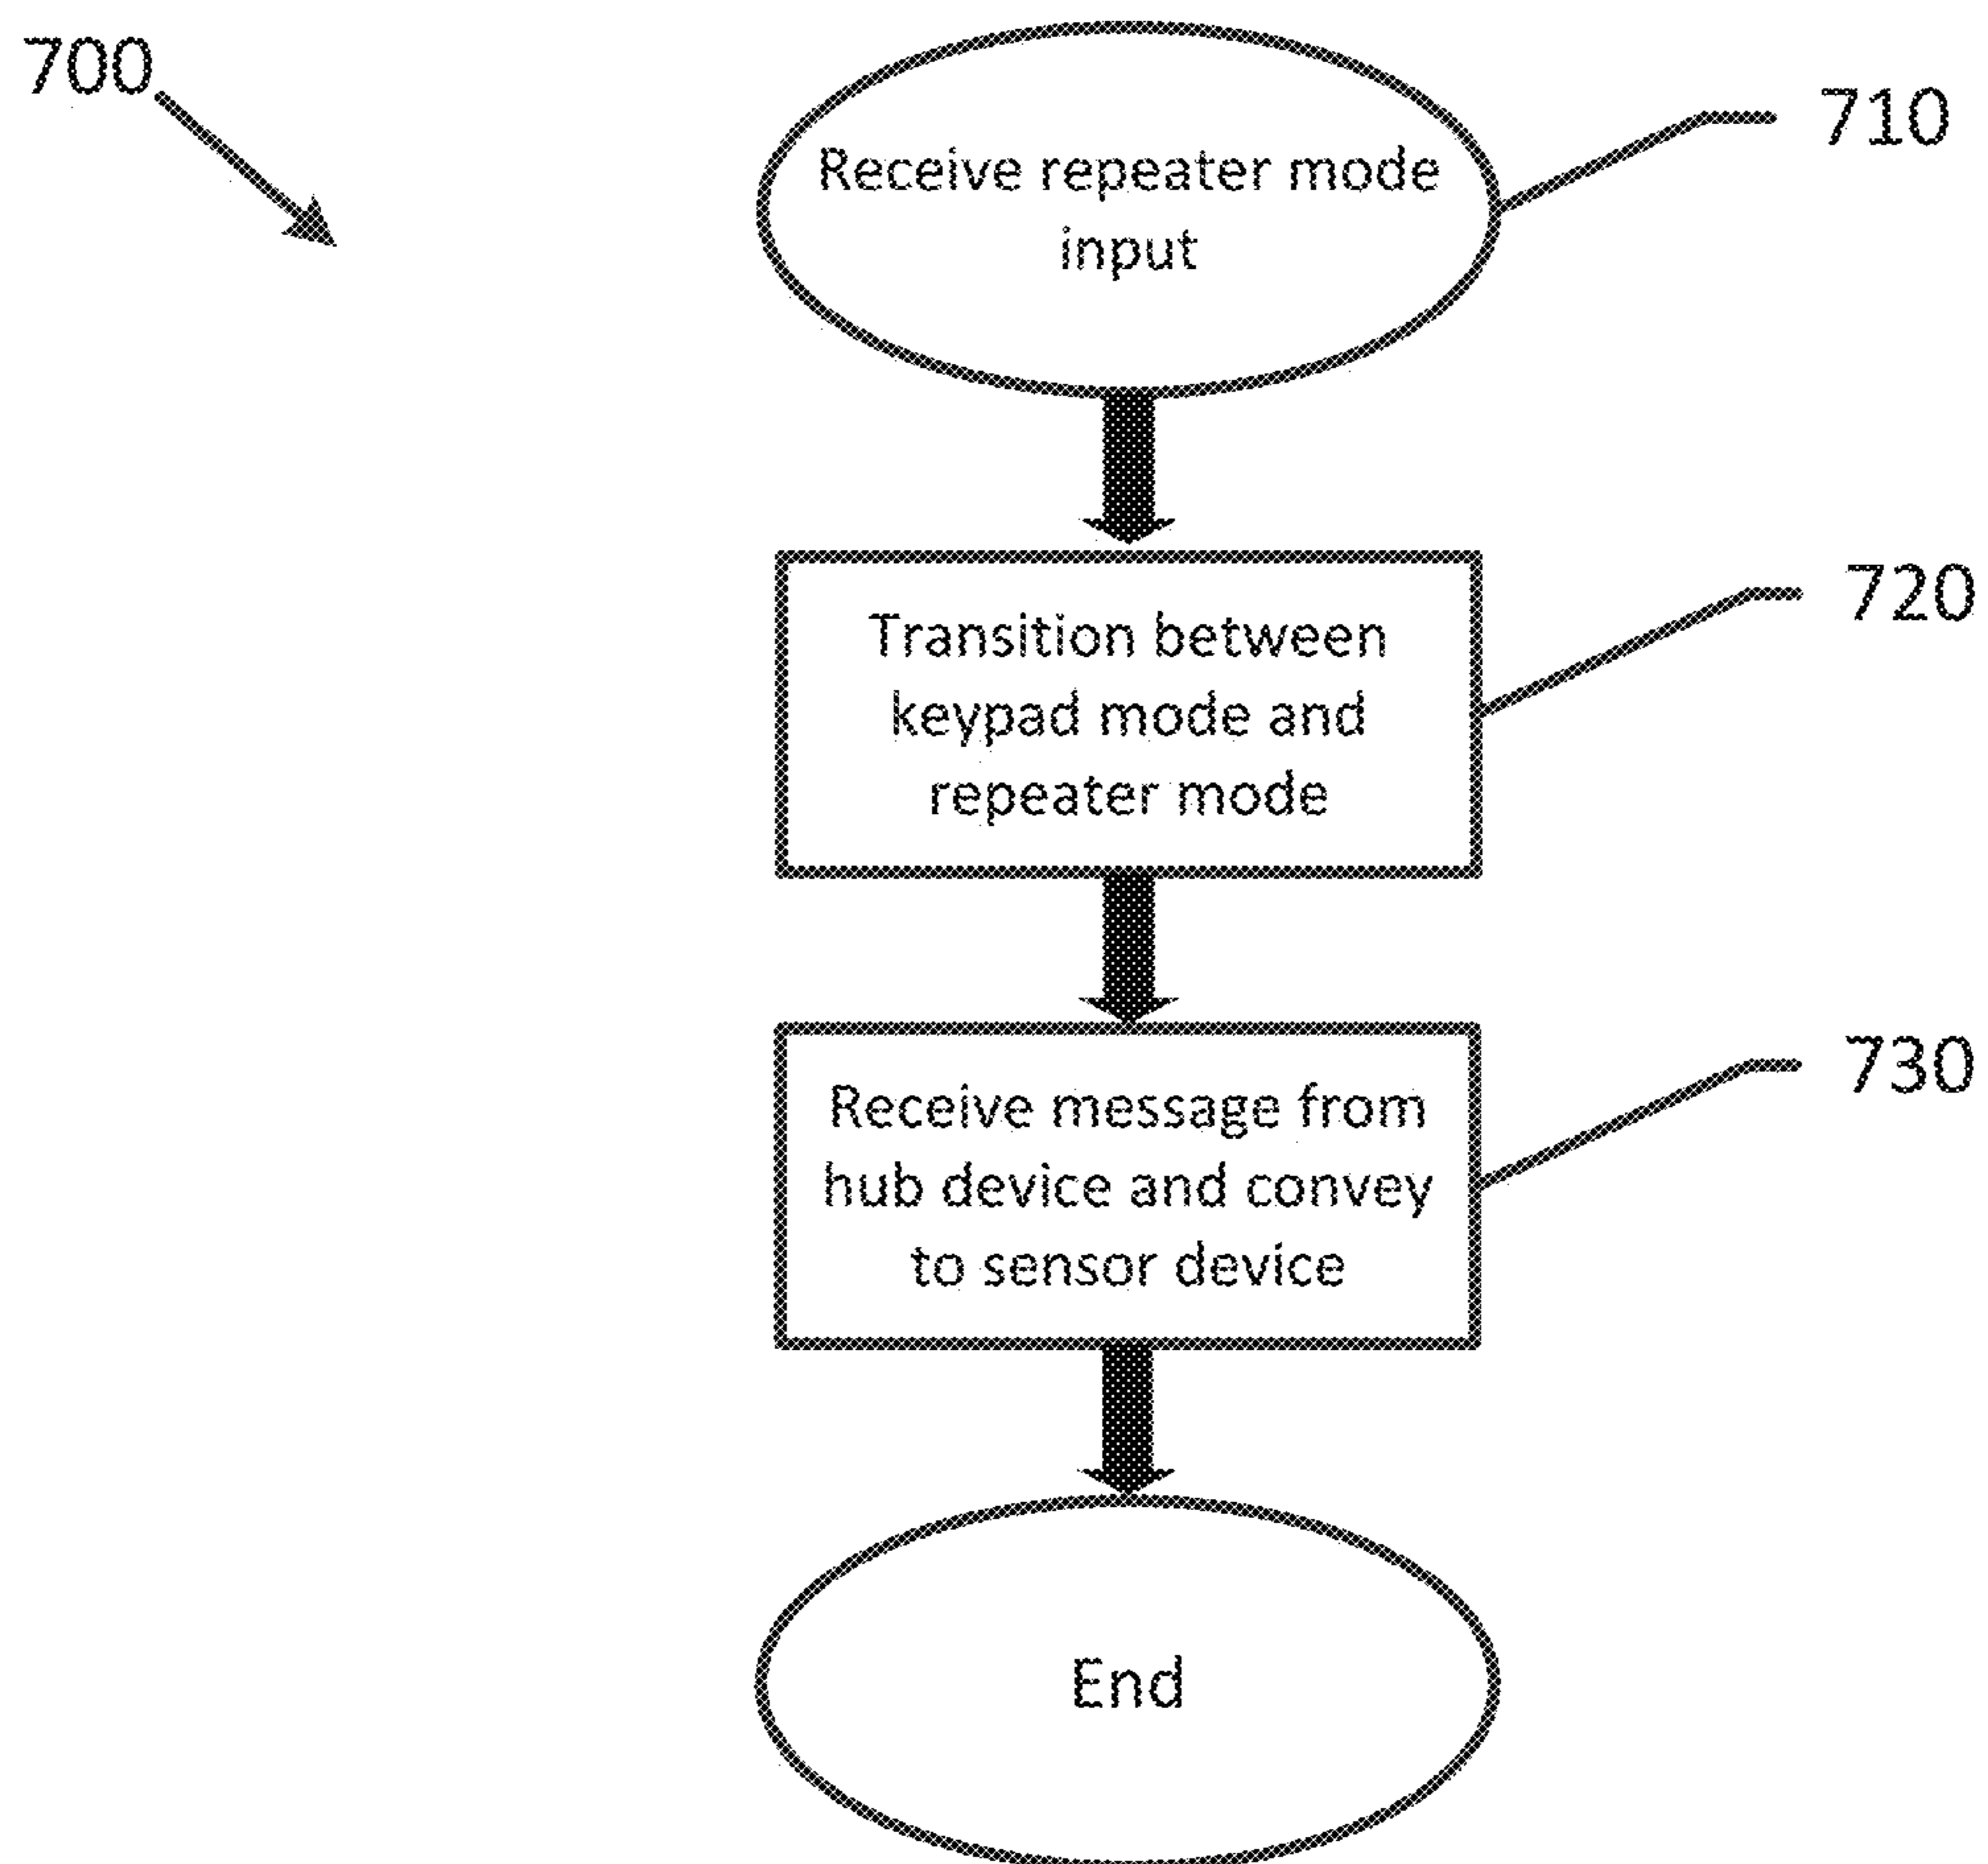 700
710
Receive repeater mode
input
720
Transition between
keypad mode and
repeater mode
730
Receive message from
hub device and convey
to sensor device
End